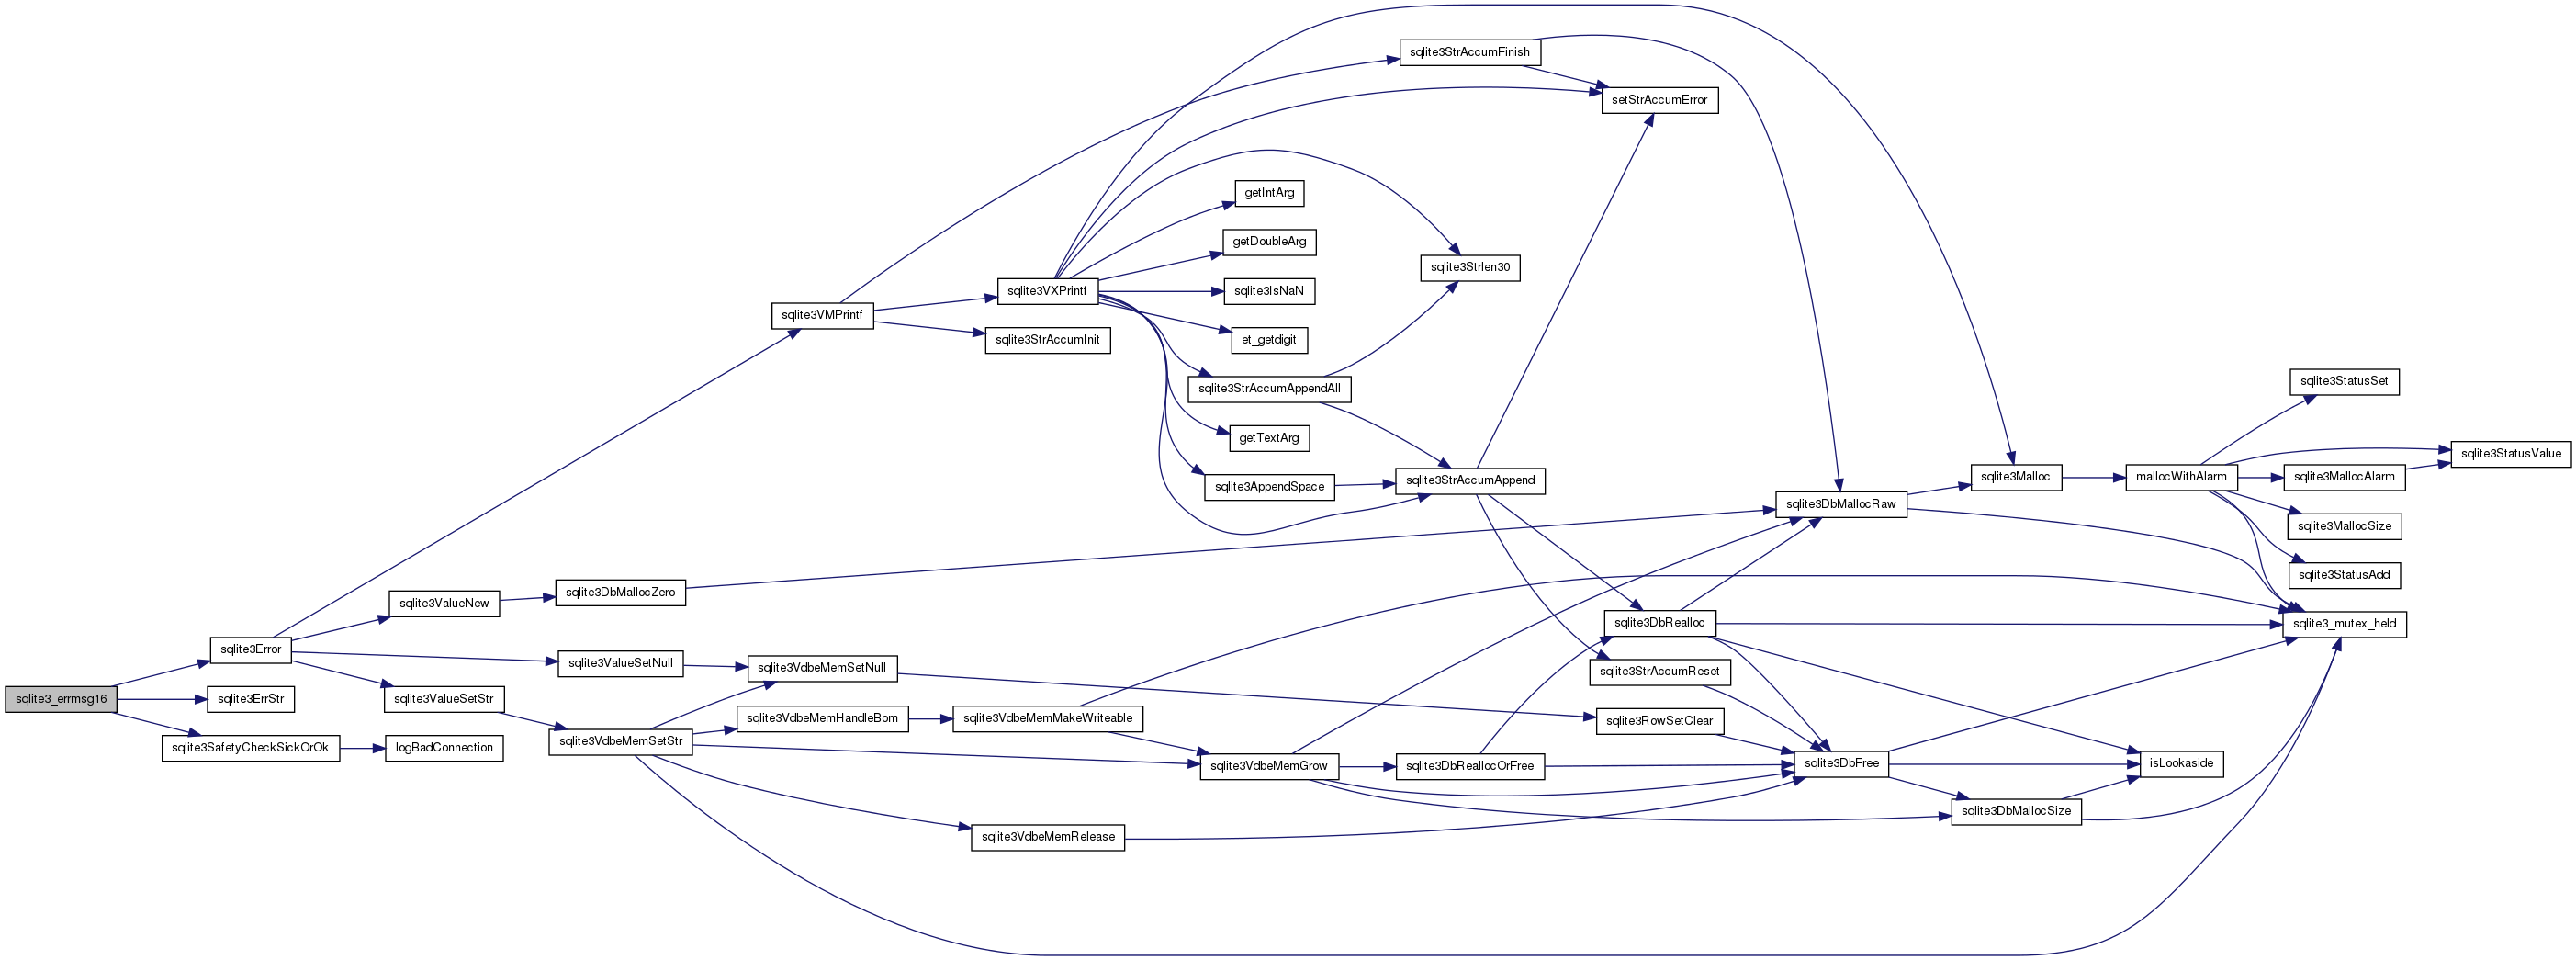 sqlite3_errmsg16
sqlite3Error
sqlite3ErrStr
sqlite3SafetyCheckSickOrOk
logBadConnection
sqlite3ValueNew
sqlite3ValueSetStr
sqlite3DbMallocZero
sqlite3ValueSetNull
sqlite3VdbeMemSetStr
sqlite3VMPrintf
sqlite3VdbeMemSetNull
sqlite3VdbeMemHandleBom
sqlite3VXPrintf
sqlite3StrAccumInit
sqlite3VdbeMemMakeWriteable
sqlite3VdbeMemRelease
getIntArg
getDoubleArg
sqlite3IsNaN
et_getdigit
sqlite3StrAccumAppendAll
getTextArg
sqlite3AppendSpace
sqlite3VdbeMemGrow
sqlite3StrAccumFinish
sqlite3Strlen30
sqlite3StrAccumAppend
sqlite3DbReallocOrFree
setStrAccumError
sqlite3DbRealloc
sqlite3StrAccumReset
sqlite3RowSetClear
sqlite3DbMallocRaw
sqlite3DbFree
sqlite3Malloc
sqlite3DbMallocSize
mallocWithAlarm
isLookaside
sqlite3StatusSet
sqlite3MallocAlarm
sqlite3MallocSize
sqlite3StatusAdd
sqlite3_mutex_held
sqlite3StatusValue